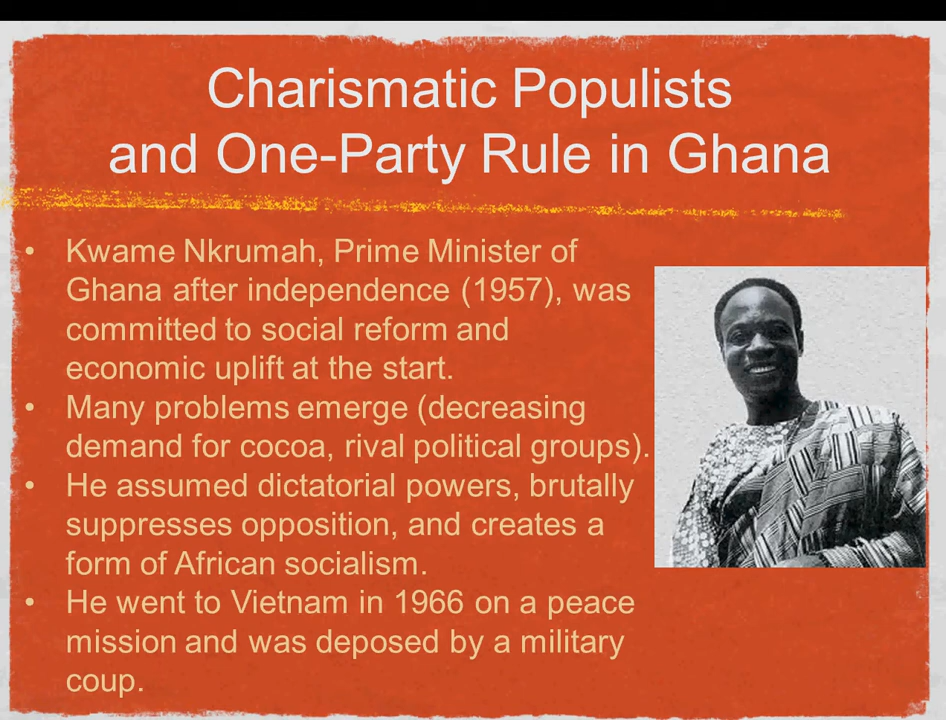 Charismatic Populists
and One-Party Rule in Ghana
• Kwame Nkrumah, Prime Minister of
Ghana after independence (1957), was
committed to social reform and
economic uplift at the start.
• Many problems emerge (decreasing
demand for cocoa, rival political groups).
• He assumed dictatorial powers, brutally
suppresses opposition, and creates a
form of African socialism.
• He went to Vietnam in 1966 on a peace
mission and was deposed by a military
coup.